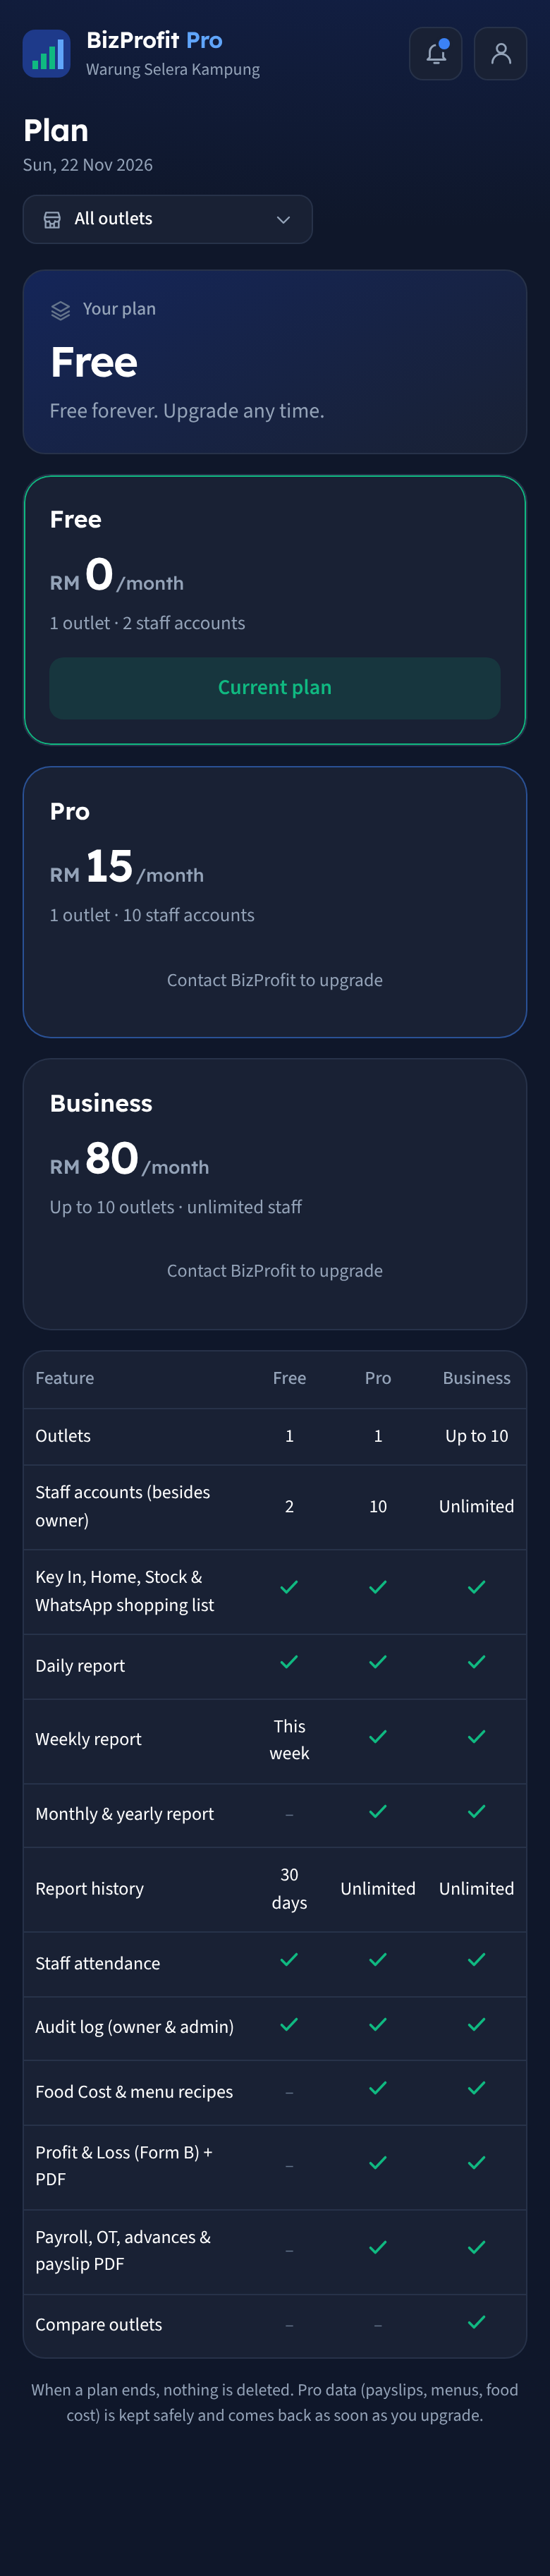 BizProfit Pro
Warung Selera Kampung
Plan
Sun, 22 Nov 2026
All outlets
Your plan
Free
Free forever. Upgrade any time.
Free
RM 0 /month
1 outlet · 2 staff accounts
Current plan
Pro
RM 15 /month
1 outlet · 10 staff accounts
Contact BizProfit to upgrade
Business
RM 80 /month
Up to 10 outlets · unlimited staff
Contact BizProfit to upgrade
Feature Free Pro Business
Outlets 1 1 Up to 10
Staff accounts (besides
owner) 2 10 Unlimited
Key In, Home, Stock &
WhatsApp shopping list ✓ ✓ ✓
Daily report ✓ ✓ ✓
Weekly report This
week ✓ ✓
Monthly & yearly report – ✓ ✓
Report history 30
days Unlimited Unlimited
Staff attendance ✓ ✓ ✓
Audit log (owner & admin) ✓ ✓ ✓
Food Cost & menu recipes – ✓ ✓
Profit & Loss (Form B) +
PDF – ✓ ✓
Payroll, OT, advances &
payslip PDF – ✓ ✓
Compare outlets – – ✓
When a plan ends, nothing is deleted. Pro data (payslips, menus, food
cost) is kept safely and comes back as soon as you upgrade.